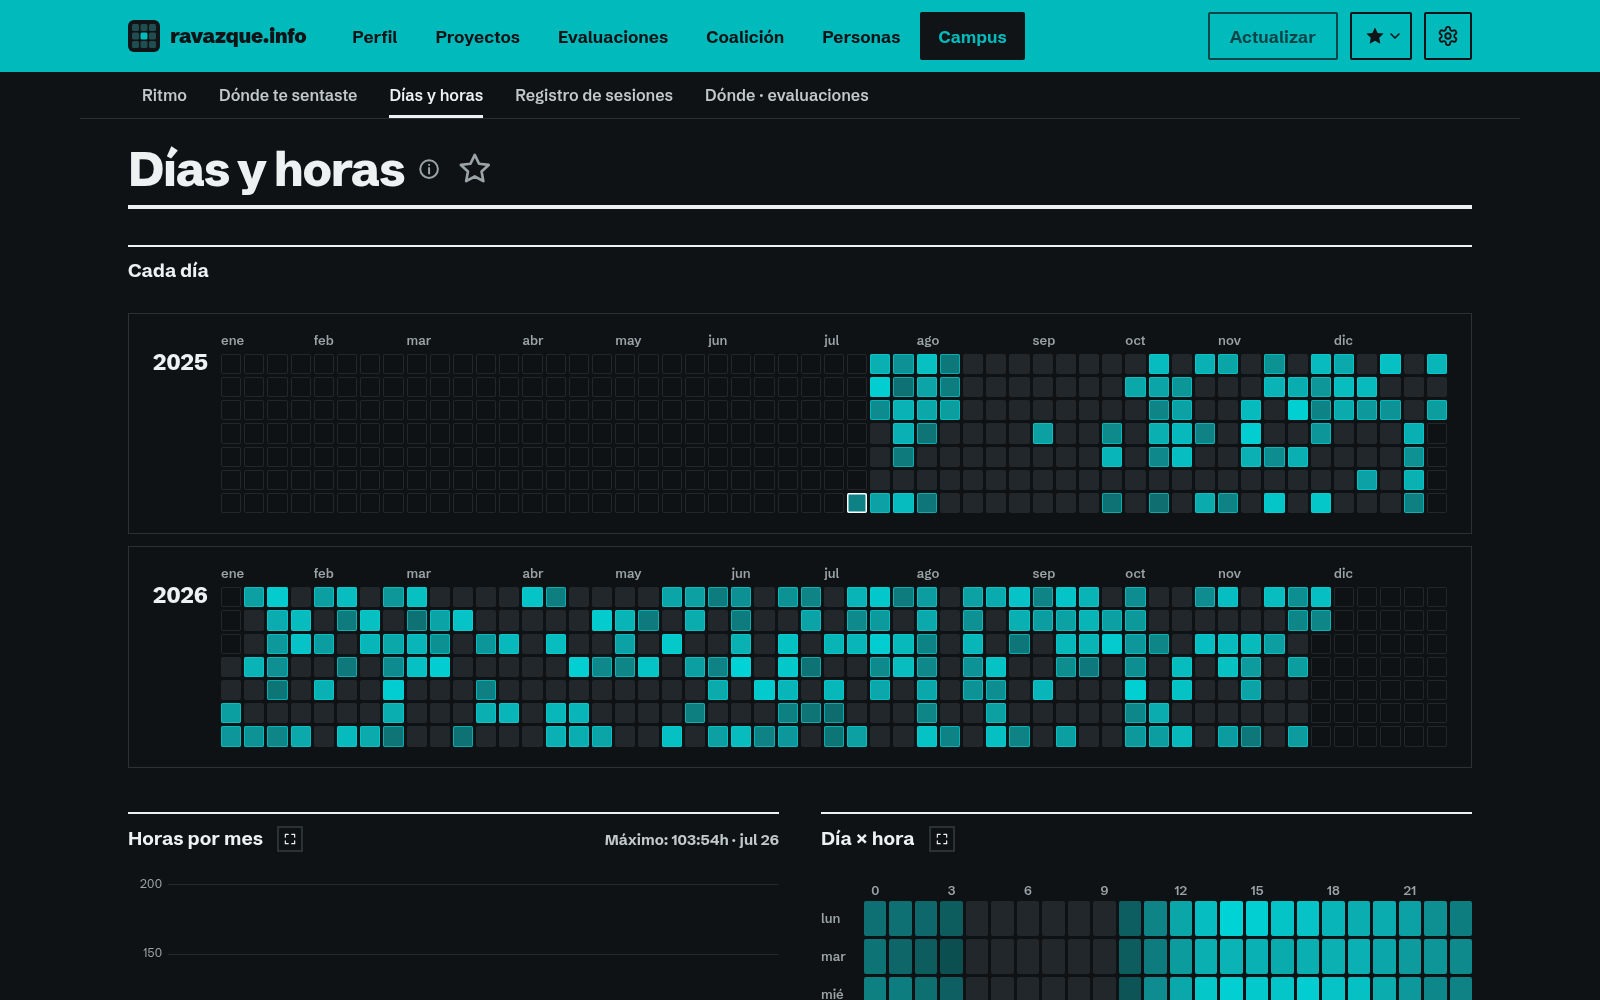 ravazque.info Perfil Proyectos Evaluaciones Coalición Personas Campus Actualizar
Ritmo Dónde te sentaste Días y horas Registro de sesiones Dónde · evaluaciones
Días y horas
Cada día
ene feb mar abr may jun jul ago sep oct nov dic
2025
ene feb mar abr may jun jul ago sep oct nov dic
2026
Horas por mes Máximo: 103:54h · jul 26
200
150
Día × hora
0 3 6 9 12 15 18 21
lun
mar
mié